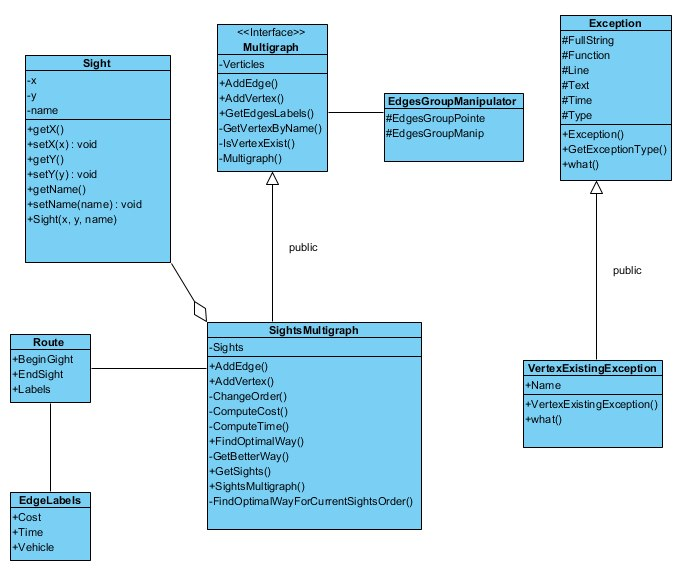 Sight
-x
-y
-name
+getX()
+setX(x) : void
+getY()
+setY(y) : void
+getName()
+setName(name) : void
+Sight(x, y, name)
<<Interface>>
Multigraph
-Verticles
+AddEdge()
+AddVertex()
+GetEdgesLabels()
-GetVertexByName()
-IsVertexExist()
-Multigraph()
EdgesGroupManipulator
#EdgesGroupPointe
#EdgesGroupManip
Exception
#FullString
#Function
#Line
#Text
#Time
#Type
+Exception()
+GetExceptionType()
+what()
public
public
Route
+BeginGight
+EndSight
+Labels
SightsMultigraph
-Sights
+AddEdge()
+AddVertex()
-ChangeOrder()
-ComputeCost()
-ComputeTime()
+FindOptimalWay()
-GetBetterWay()
+GetSights()
+SightsMultigraph()
-FindOptimalWayForCurrentSightsOrder()
VertexExistingException
+Name
+VertexExistingException()
+what()
EdgeLabels
+Cost
+Time
+Vehicle